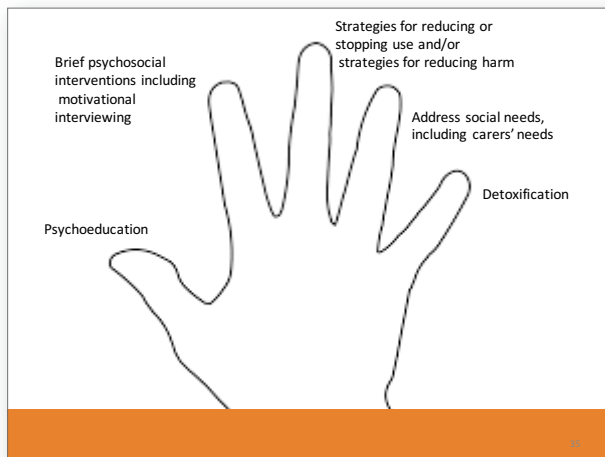 Strategies for reducing or
stopping use and/or
strategies for reducing harm
Brief psychosocial
interventions including
motivational
interviewing
Address social needs,
including carers' needs
Detoxification
Psychoeducation
35